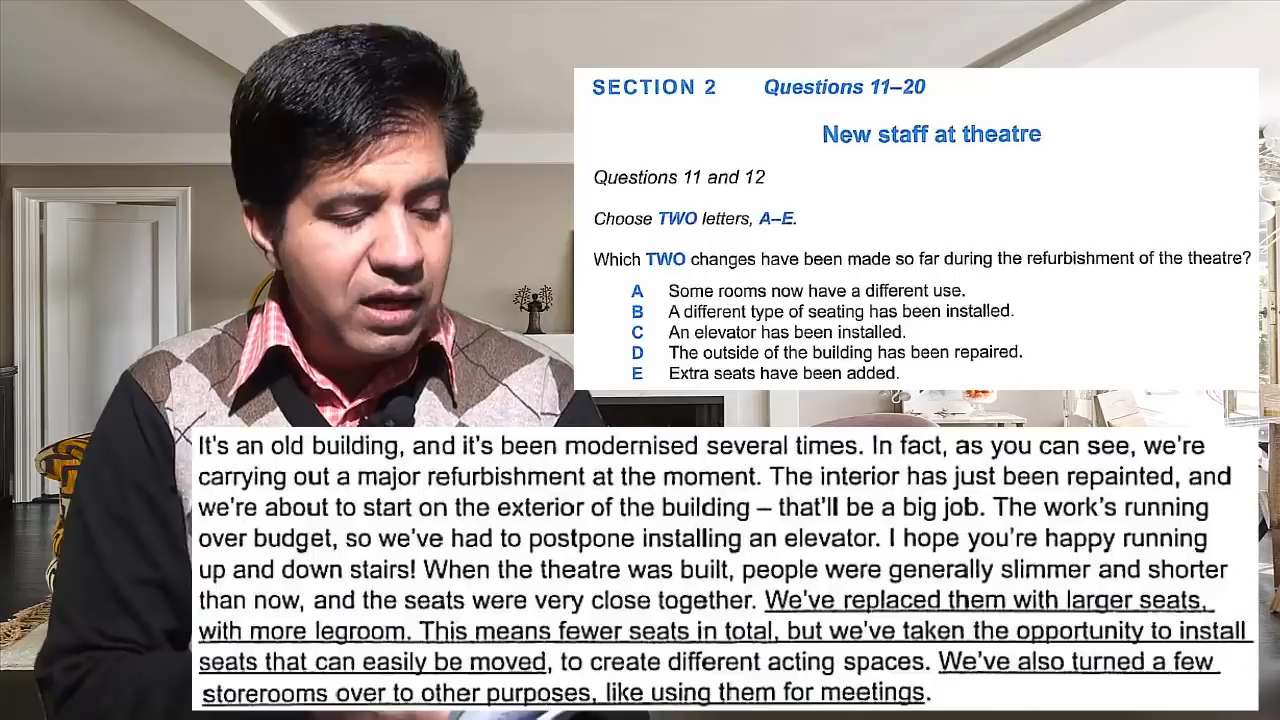 SECTION 2 Questions 11–20
New staff at theatre
Questions 11 and 12
Choose TWO letters, A–E.
Which TWO changes have been made so far during the refurbishment of the theatre?
A Some rooms now have a different use.
B A different type of seating has been installed.
C An elevator has been installed.
D The outside of the building has been repaired.
E Extra seats have been added.
It's an old building, and it's been modernised several times. In fact, as you can see, we're
carrying out a major refurbishment at the moment. The interior has just been repainted, and
we're about to start on the exterior of the building – that'll be a big job. The work's running
over budget, so we've had to postpone installing an elevator. I hope you're happy running
up and down stairs! When the theatre was built, people were generally slimmer and shorter
than now, and the seats were very close together. We've replaced them with larger seats,
with more legroom. This means fewer seats in total, but we've taken the opportunity to install
seats that can easily be moved, to create different acting spaces. We've also turned a few
storerooms over to other purposes, like using them for meetings.